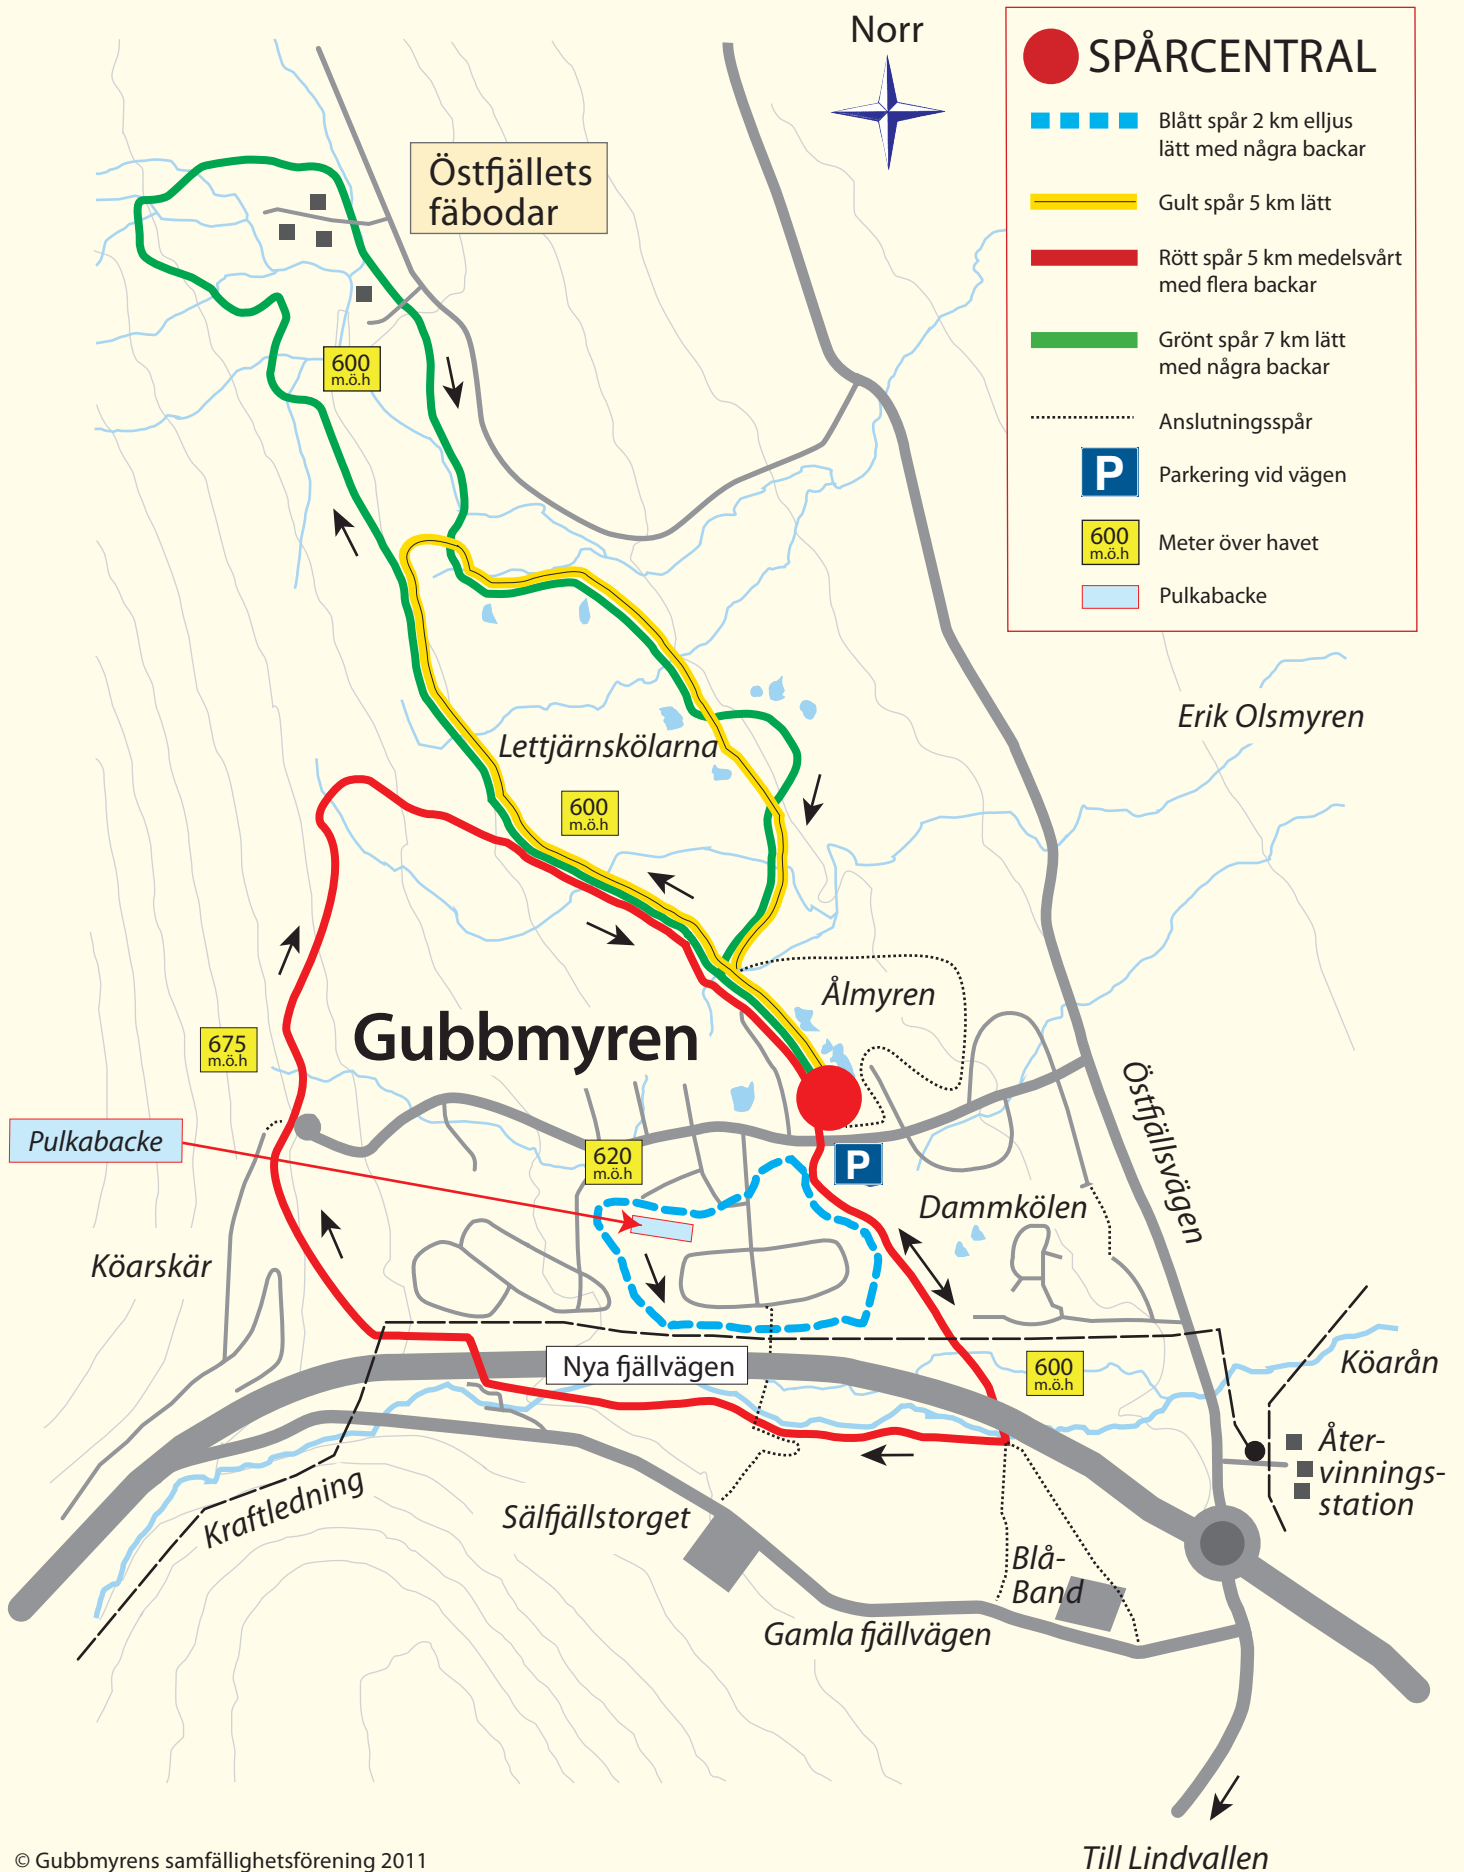 Norr
SPÅRCENTRAL
Blått spår 2 km elljus
lätt med några backar
Gult spår 5 km lätt
Rött spår 5 km medelsvårt
med flera backar
Grönt spår 7 km lätt
med några backar
Anslutningsspår
P
Parkering vid vägen
600
m.ö.h
Meter över havet
Pulkabacke
Östfjällets
fäbodar
600
m.ö.h
Erik Olsmyren
Lettjärnskölarna
600
m.ö.h
Ålmyren
Gubbmyren
675
m.ö.h
Östfjällsvägen
Pulkabacke
620
m.ö.h
P
Dammkölen
Köarskär
Nya fjällvägen
600
m.ö.h
Köarån
Åter-
vinnings-
station
Kraftledning
Sälfjällstorget
Blå-
Band
Gamla fjällvägen
Till Lindvallen
© Gubbmyrens samfällighetsförening 2011